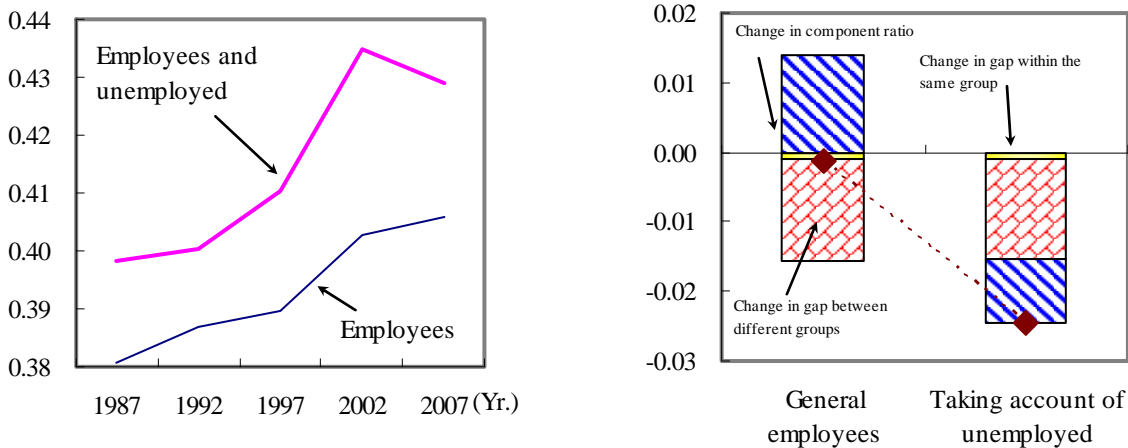 0.44
0.43
0.42
0.41
0.40
0.39
0.38
Employees and
unemployed
Employees
1987 1992 1997 2002 2007 (Yr.)
0.02
0.01
0.00
-0.01
-0.02
-0.03
Change in component ratio
Change in gap within the
same group
Change in gap between
different groups
General
employees
Taking account of
unemployed